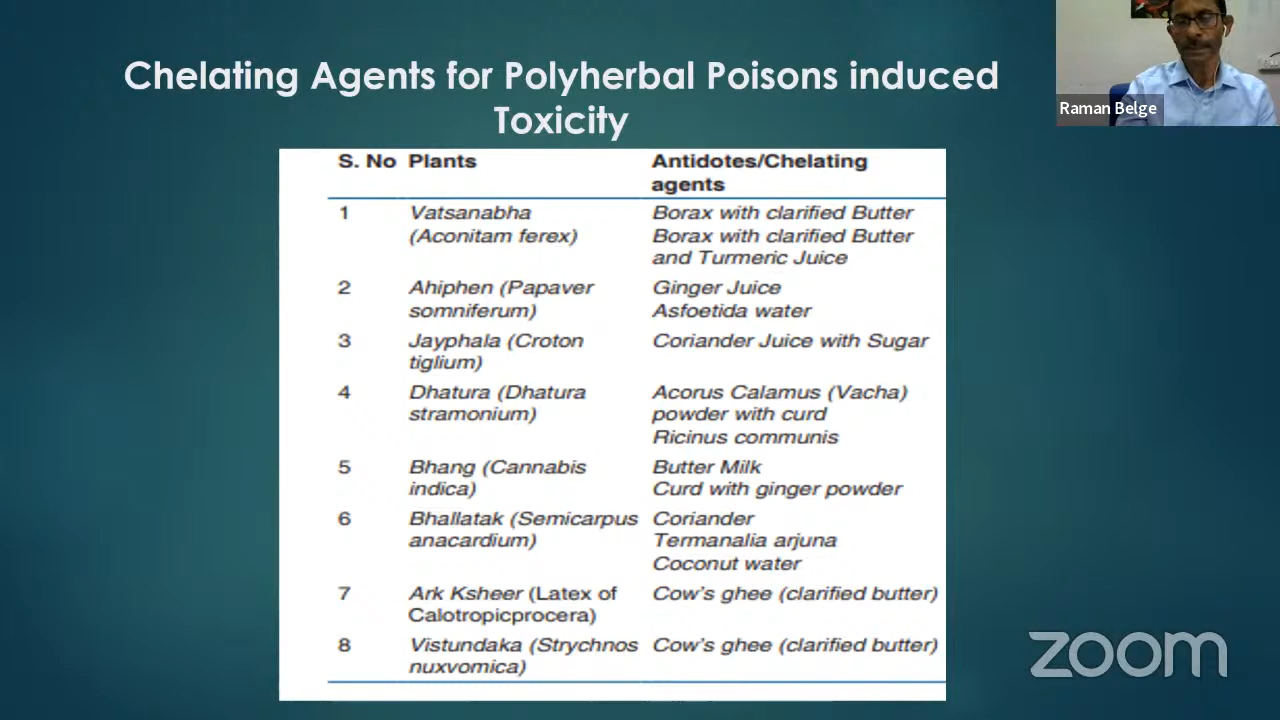 Chelating Agents for Polyherbal Poisons induced
Toxicity
Raman Belge
S. No Plants Antidotes/Chelating
agents
1 Vatsanabha Borax with clarified Butter
(Aconitam ferex) Borax with clarified Butter
and Turmeric Juice
2 Ahiphen (Papaver Ginger Juice
somniferum) Asfoetida water
3 Jayphala (Croton Coriander Juice with Sugar
tiglium)
4 Dhatura (Dhatura Acorus Calamus (Vacha)
stramonium) powder with curd
Ricinus communis
5 Bhang (Cannabis Butter Milk
indica) Curd with ginger powder
6 Bhallatak (Semicarpus Coriander
anacardium) Termanalia arjuna
Coconut water
7 Ark Ksheer (Latex of Cow's ghee (clarified butter)
Calotropicprocera)
8 Vistundaka (Strychnos Cow's ghee (clarified butter)
nuxvomica)
zoom